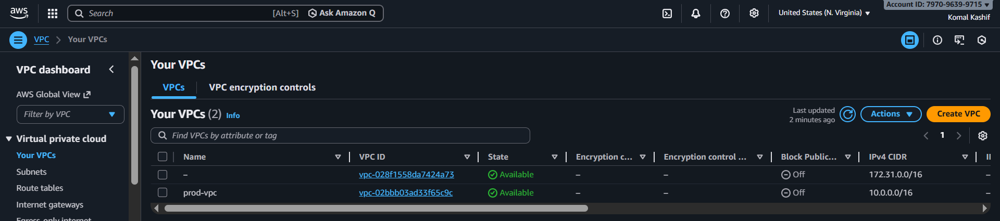 aws
Search [Alt+S] Ask Amazon Q
United States (N. Virginia)
Account ID: 7970-9639-9715
Komal Kashif
VPC > Your VPCs
VPC dashboard
AWS Global View
Filter by VPC
Virtual private cloud
Your VPCs
Subnets
Route tables
Internet gateways
Egress-only internet
Your VPCs
VPCs VPC encryption controls
Your VPCs (2) Info
Last updated
2 minutes ago
Actions
Create VPC
Find VPCs by attribute or tag
1
Name VPC ID State Encryption c... Encryption control ... Block Public... IPv4 CIDR
– vpc-028f1558da7424a73 Available – – Off 172.31.0.0/16 –
prod-vpc vpc-02bbb03ad33f65c9c Available – – Off 10.0.0.0/16 –